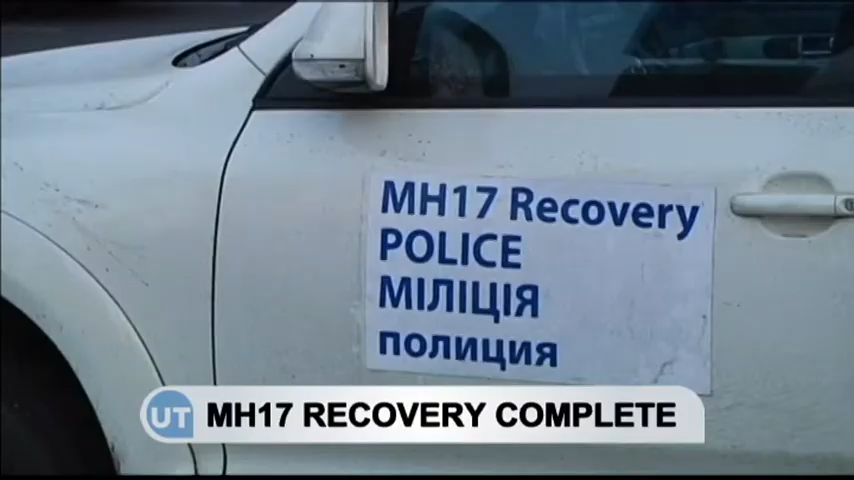 MH17 Recovery
POLICE
МІЛІЦІЯ
полиция
UT MH17 RECOVERY COMPLETE